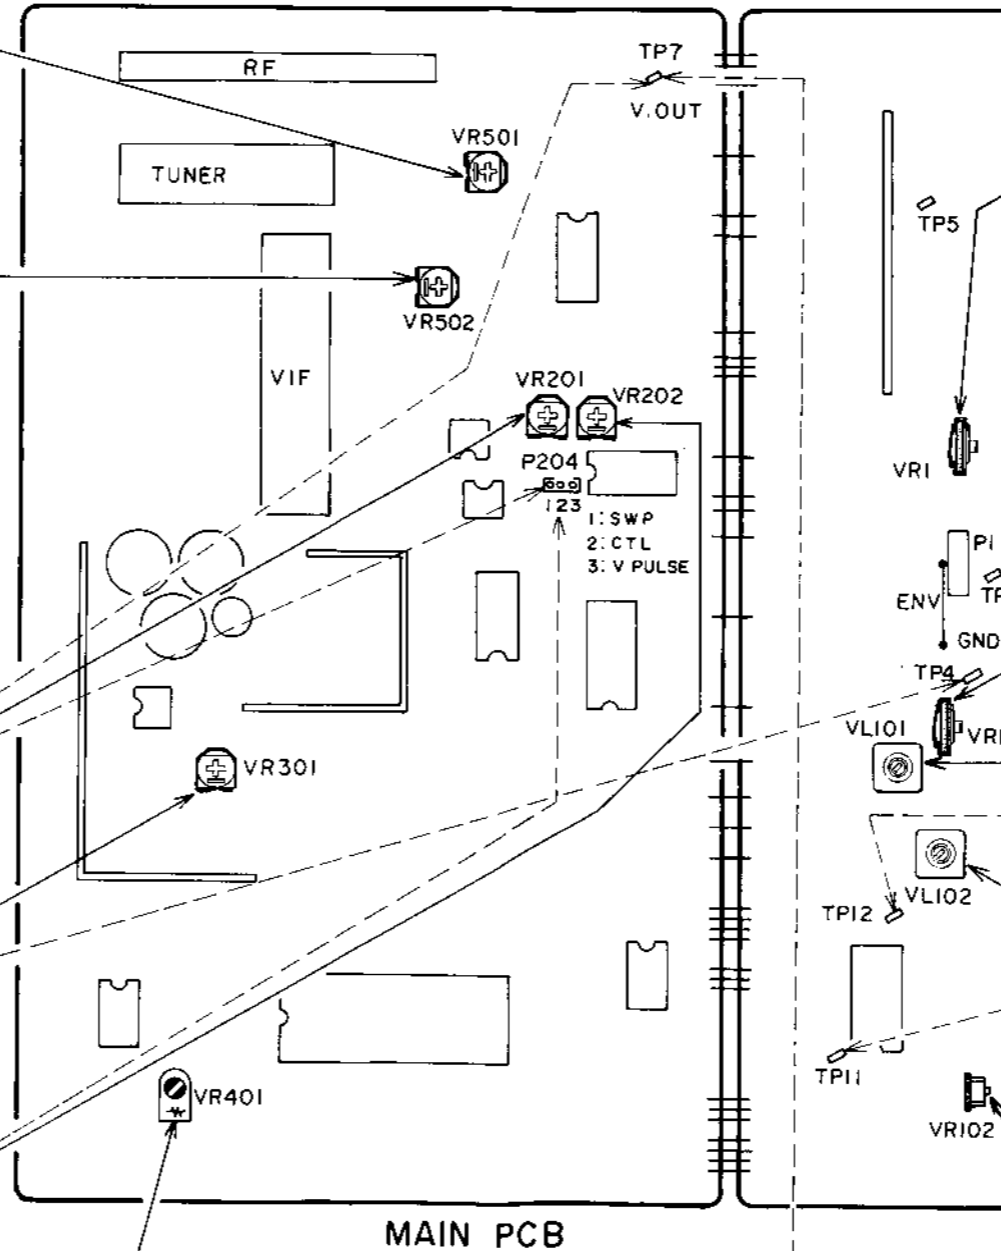 RF
TP7
V.OUT
VR501
TUNER
TP5
VR502
VIF
VR201
VR202
P204
VR1
123
1: SWP
2: CTL
3: V PULSE
P1
ENV
GND
TP4
VL101
VR301
VL102
TP12
TP11
VR401
VR102
MAIN PCB